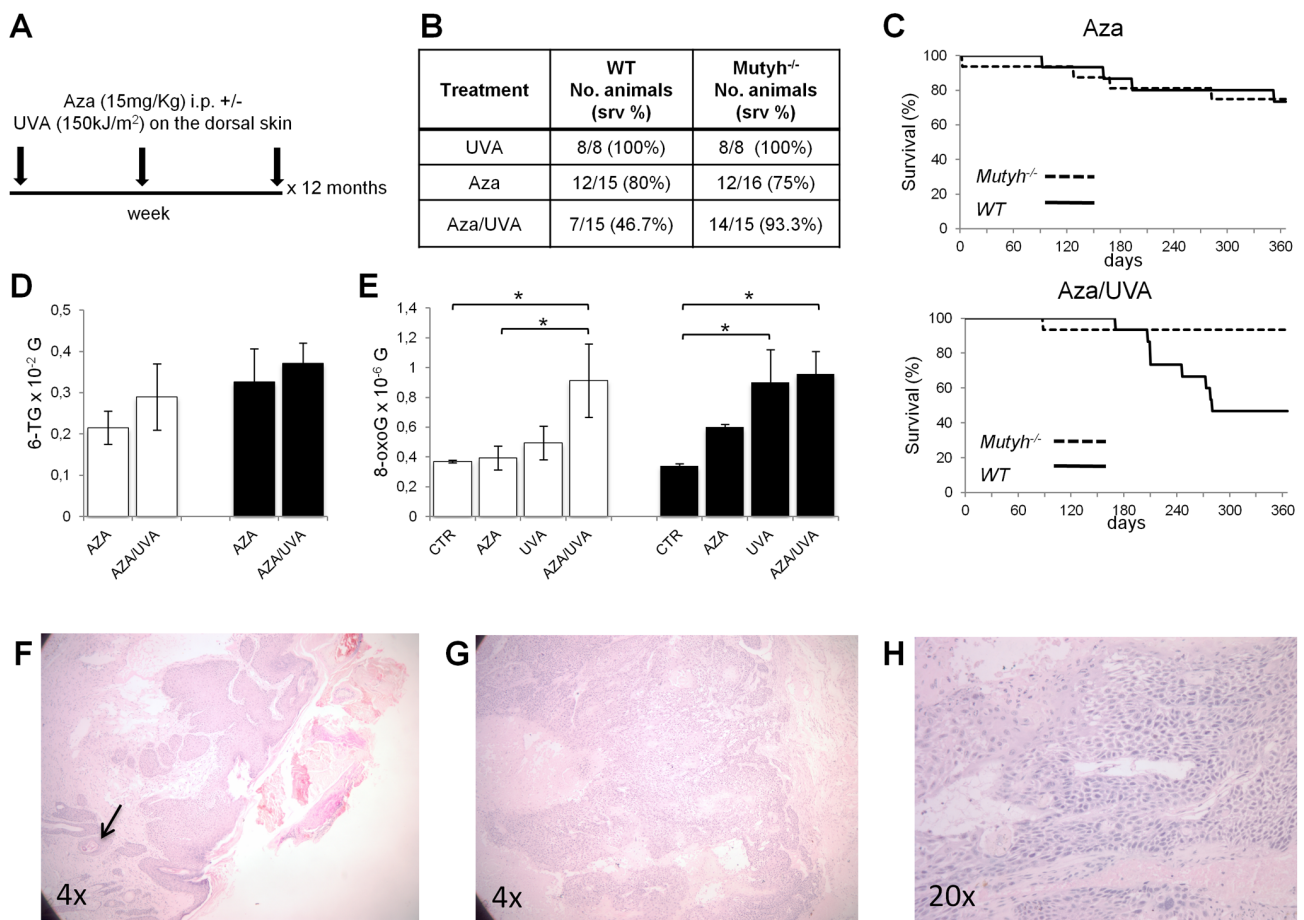 A
Aza (15mg/Kg) i.p. +/-
UVA (150kJ/m2) on the dorsal skin
x 12 months
week
B
Treatment
WT
No. animals
(srv %)
Mutyh-/-
No. animals
(srv %)
UVA
8/8 (100%)
8/8 (100%)
Aza
12/15 (80%)
12/16 (75%)
Aza/UVA
7/15 (46.7%)
14/15 (93.3%)
C
Aza
Survival (%)
100
80
60
40
20
0
Mutyh-/-
WT
0 60 120 180 240 300 360
days
Aza/UVA
Survival (%)
100
80
60
40
20
0
Mutyh-/-
WT
0 60 120 180 240 300 360
days
D
6-TG x 10-2 G
0,5
0,4
0,3
0,2
0,1
0
AZA
AZA/UVA
AZA
AZA/UVA
E
8-oxoG x 10-6 G
1,4
1,2
1
0,8
0,6
0,4
0,2
0
*
*
*
*
CTR
AZA
UVA
AZA/UVA
CTR
AZA
UVA
AZA/UVA
F
4x
G
4x
H
20x